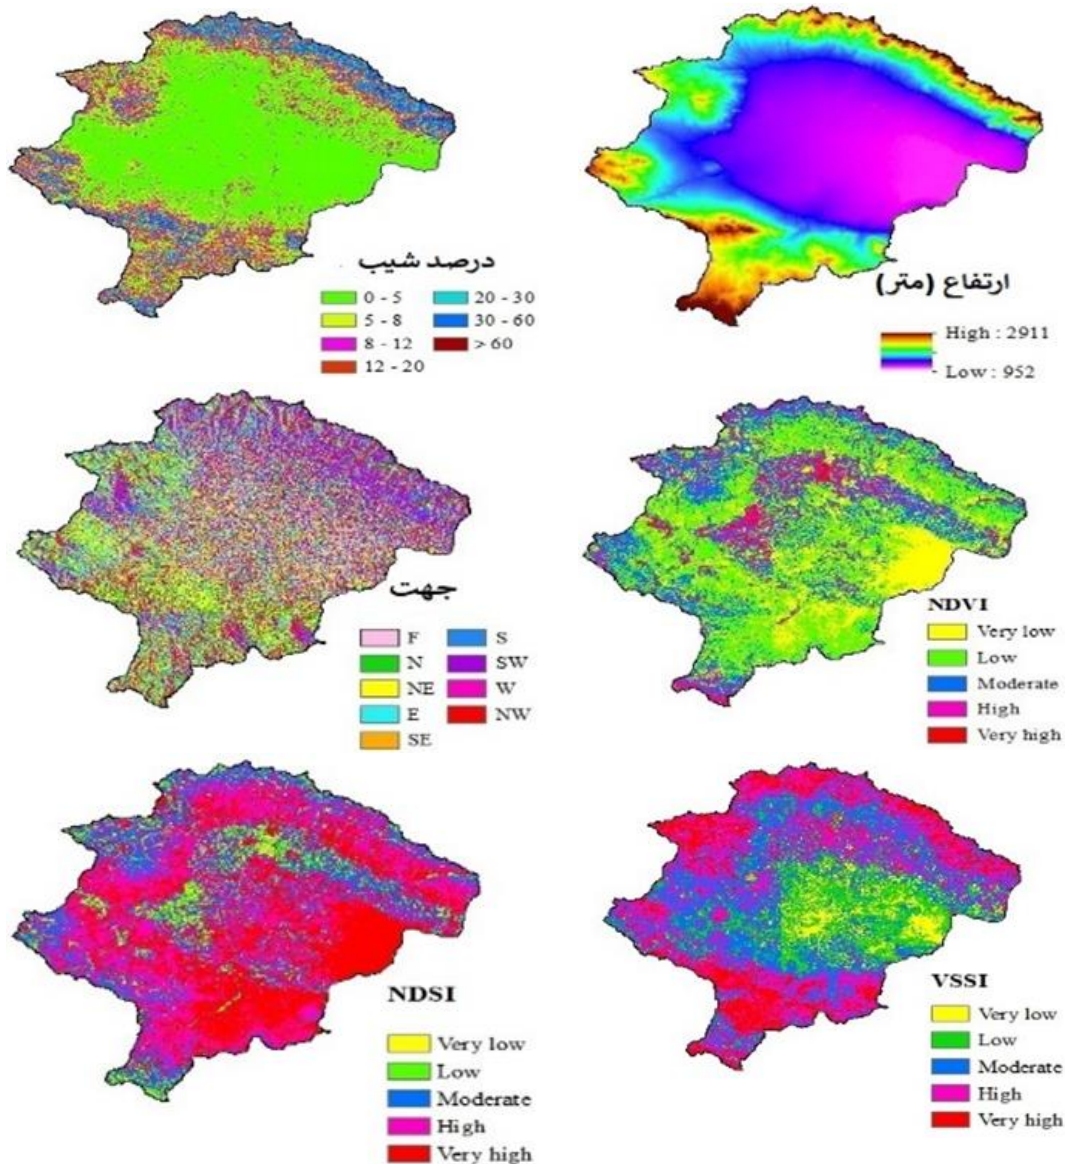 درصد شیب
0 - 5
5 - 8
8 - 12
12 - 20
20 - 30
30 - 60
> 60
ارتفاع (متر)
High : 2911
Low : 952
جهت
F
N
NE
E
SE
S
SW
W
NW
NDVI
Very low
Low
Moderate
High
Very high
NDSI
Very low
Low
Moderate
High
Very high
VSSI
Very low
Low
Moderate
High
Very high